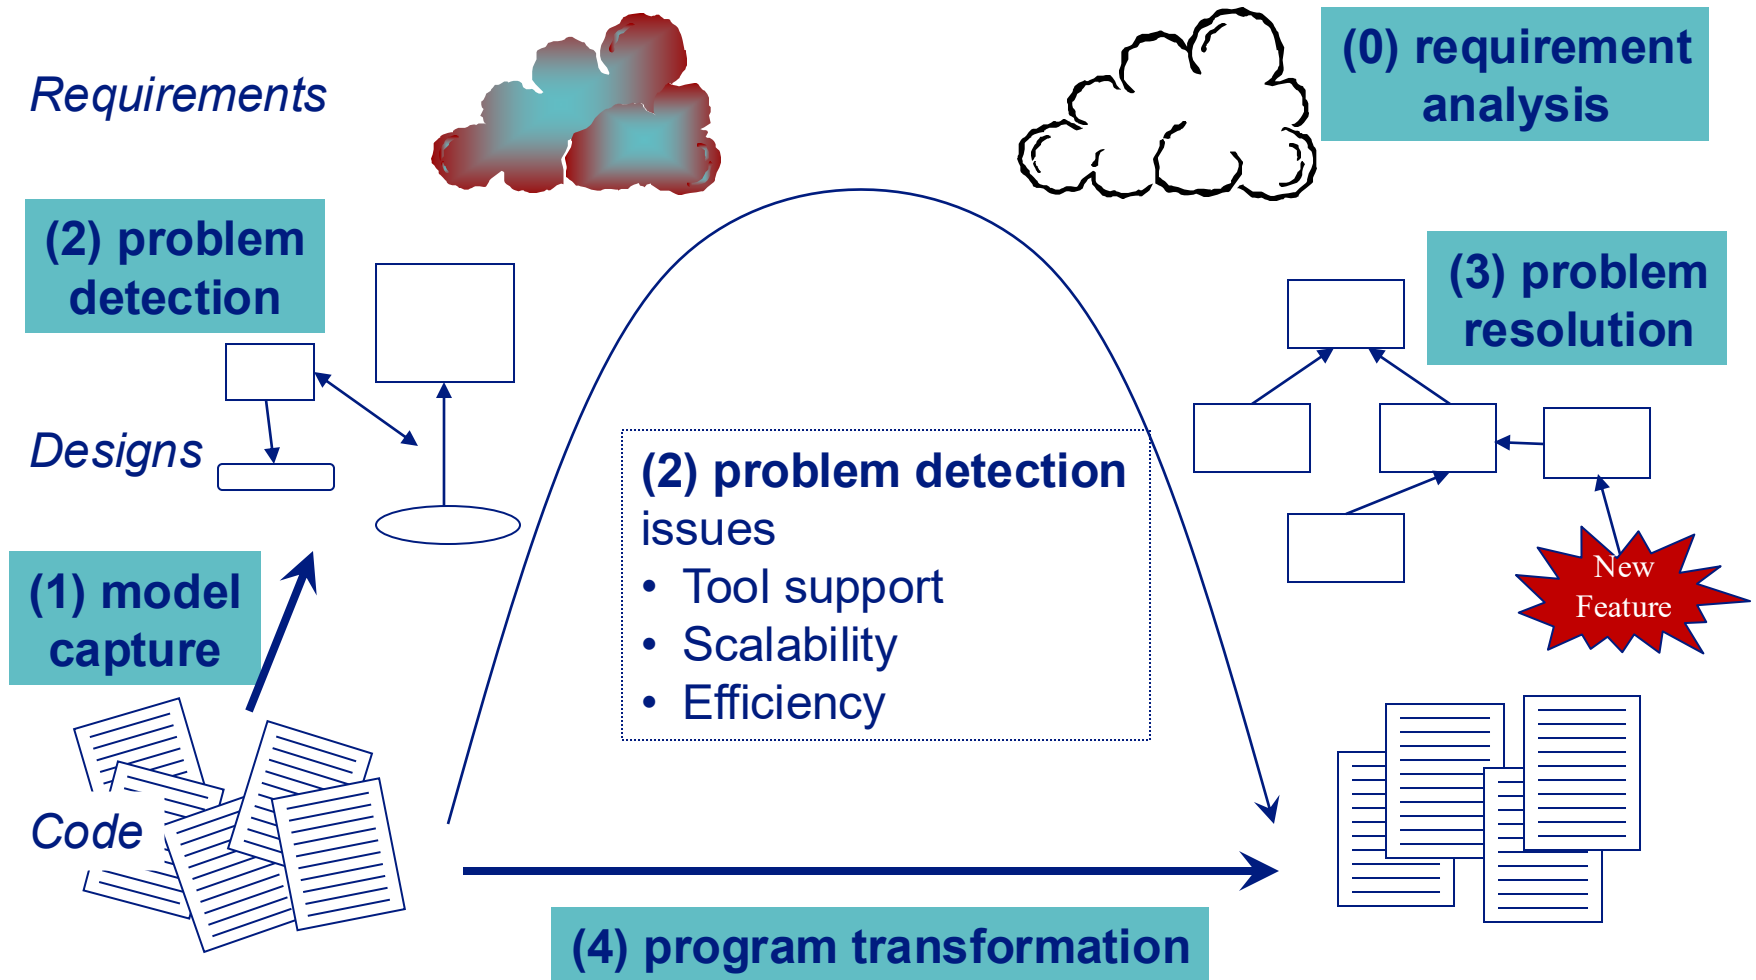 (0) requirement
analysis
Requirements
(2) problem
detection
(3) problem
resolution
Designs
(2) problem detection
issues
• Tool support
• Scalability
• Efficiency
New
Feature
(1) model
capture
Code
(4) program transformation